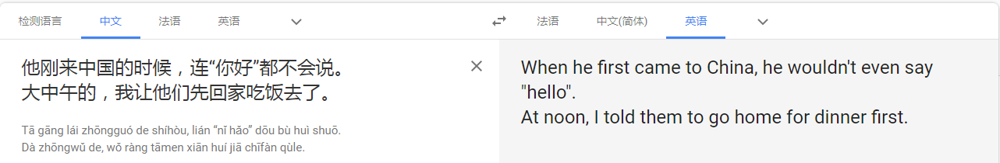 检测语言 中文 法语 英语 法语 中文(简体) 英语
他刚来中国的时候，连“你好”都不会说。
大中午的，我让他们先回家吃饭去了。
Tā gāng lái zhōngguó de shíhòu, lián “nǐ hǎo” dōu bù huì shuō.
Dà zhōngwǔ de, wǒ ràng tāmen xiān huí jiā chīfàn qùle.
When he first came to China, he wouldn't even say
"hello".
At noon, I told them to go home for dinner first.